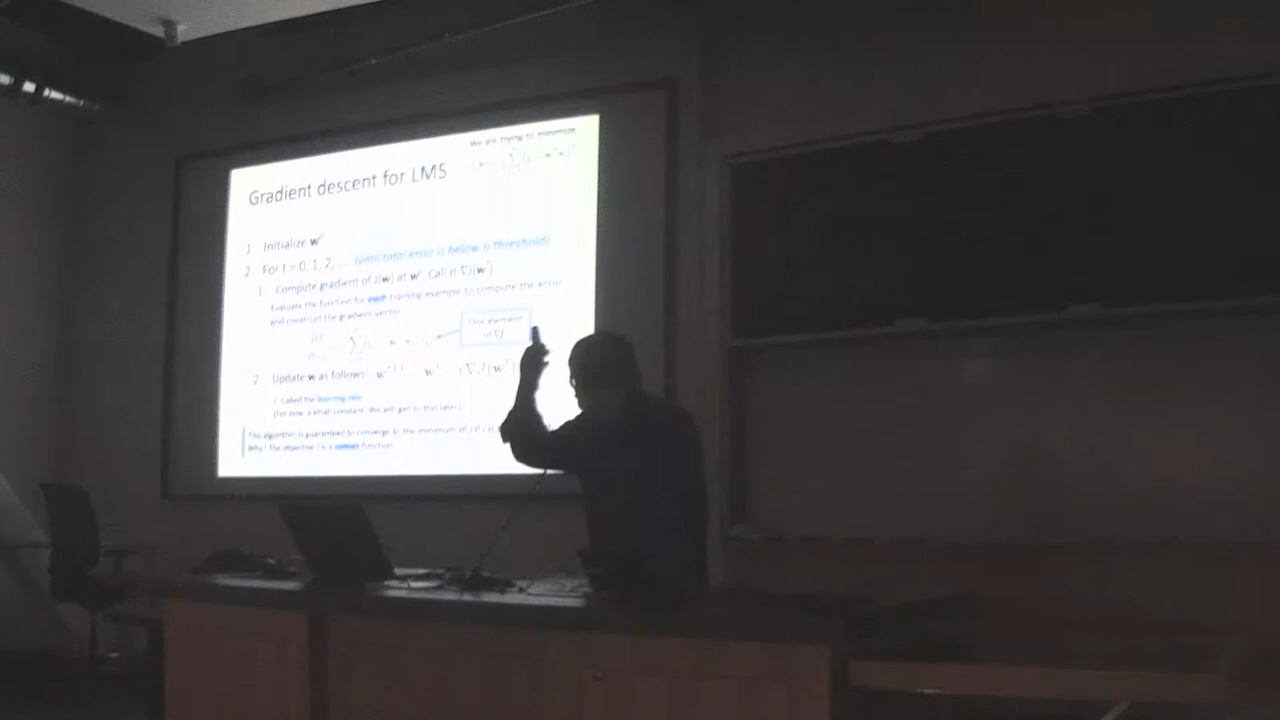 We are trying to minimize
Gradient descent for LMS
1. Initialize w⁰
2. For t = 0, 1, 2, … (until total error is below a threshold)
1. Compute gradient of J(w) at wᵗ. Call it ∇J(wᵗ)
Evaluate the function for each training example to compute the error
and construct the gradient vector
One element
of ∇J
2. Update w as follows: wᵗ⁺¹ wᵗ - r∇J(wᵗ)
r: Called the learning rate
(For now, a small constant. We will get to this later)
This algorithm is guaranteed to converge to the minimum of J if r is
Why? The objective J is a convex function.